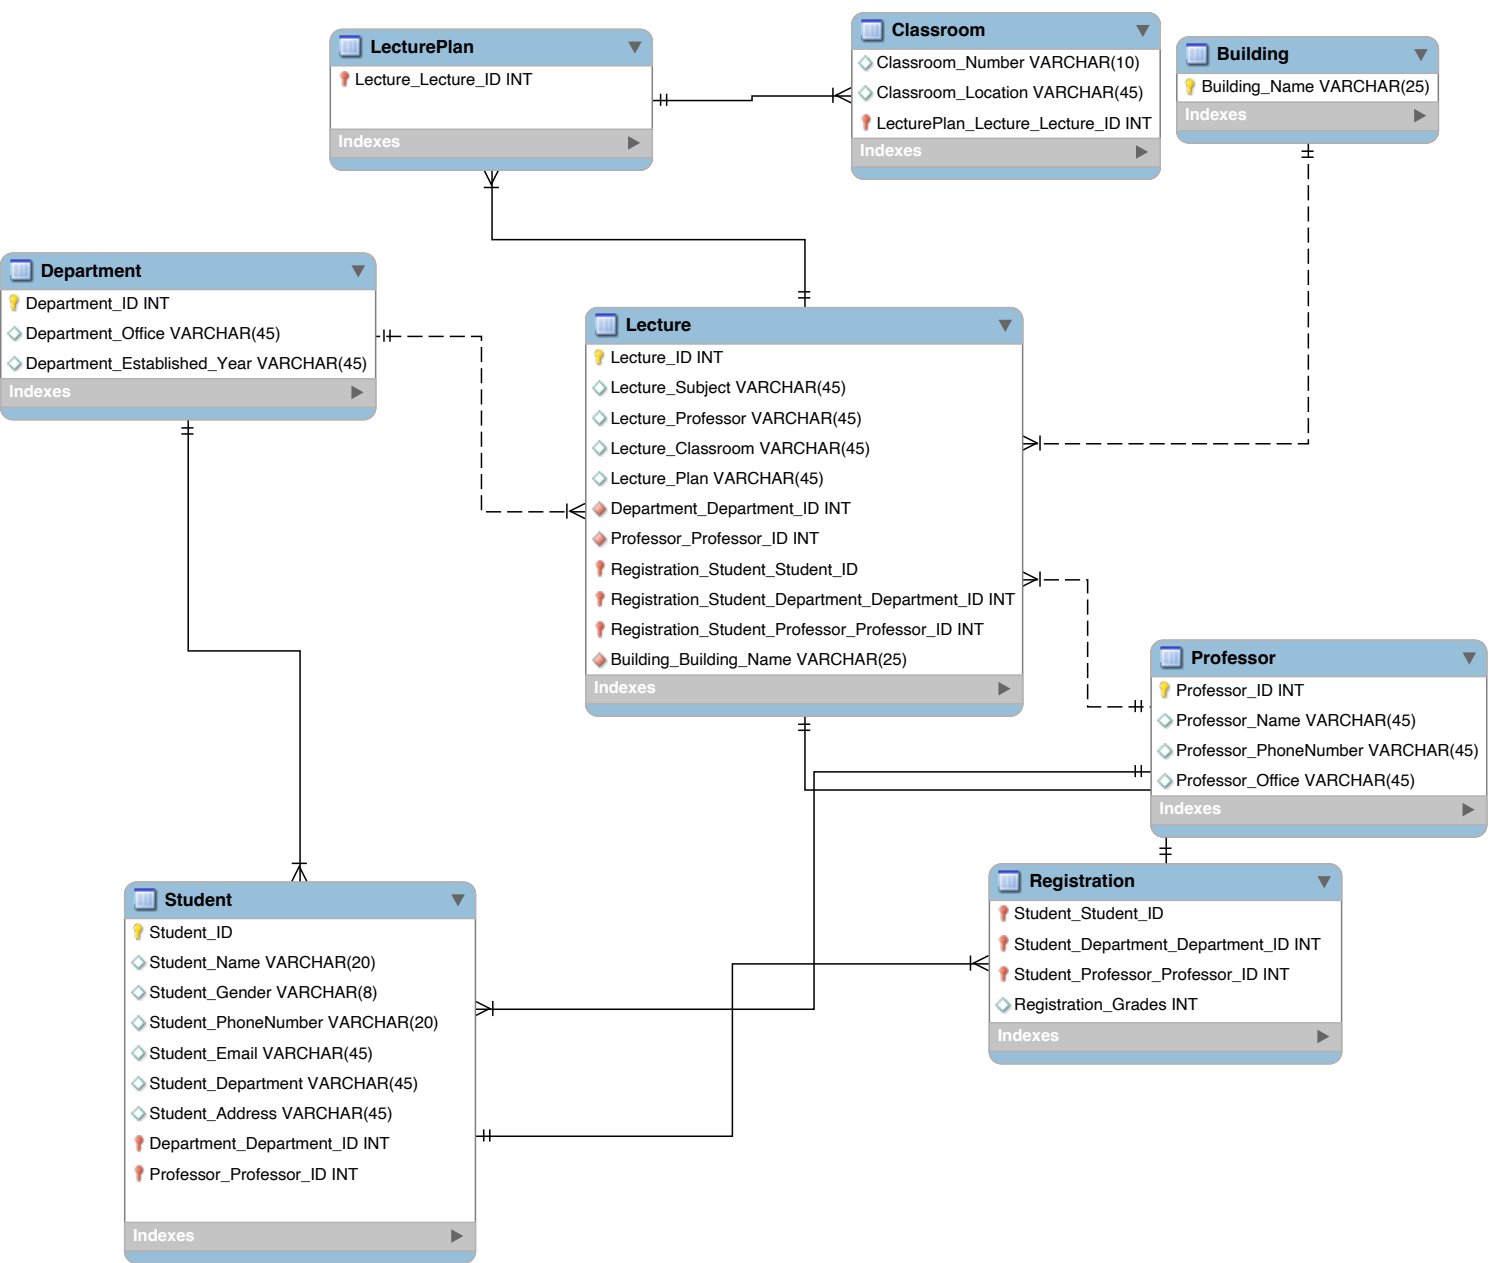 LecturePlan
Lecture_Lecture_ID INT
Indexes
Classroom
Classroom_Number VARCHAR(10)
Classroom_Location VARCHAR(45)
LecturePlan_Lecture_Lecture_ID INT
Indexes
Building
Building_Name VARCHAR(25)
Indexes
Department
Department_ID INT
Department_Office VARCHAR(45)
Department_Established_Year VARCHAR(45)
Indexes
Lecture
Lecture_ID INT
Lecture_Subject VARCHAR(45)
Lecture_Professor VARCHAR(45)
Lecture_Classroom VARCHAR(45)
Lecture_Plan VARCHAR(45)
Department_Department_ID INT
Professor_Professor_ID INT
Registration_Student_Student_ID
Registration_Student_Department_Department_ID INT
Registration_Student_Professor_Professor_ID INT
Building_Building_Name VARCHAR(25)
Indexes
Professor
Professor_ID INT
Professor_Name VARCHAR(45)
Professor_PhoneNumber VARCHAR(45)
Professor_Office VARCHAR(45)
Indexes
Student
Student_ID
Student_Name VARCHAR(20)
Student_Gender VARCHAR(8)
Student_PhoneNumber VARCHAR(20)
Student_Email VARCHAR(45)
Student_Department VARCHAR(45)
Student_Address VARCHAR(45)
Department_Department_ID INT
Professor_Professor_ID INT
Indexes
Registration
Student_Student_ID
Student_Department_Department_ID INT
Student_Professor_Professor_ID INT
Registration_Grades INT
Indexes